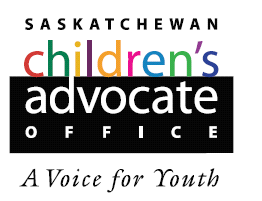 SASKATCHEWAN
children's
advocate
OFFICE
A Voice for Youth